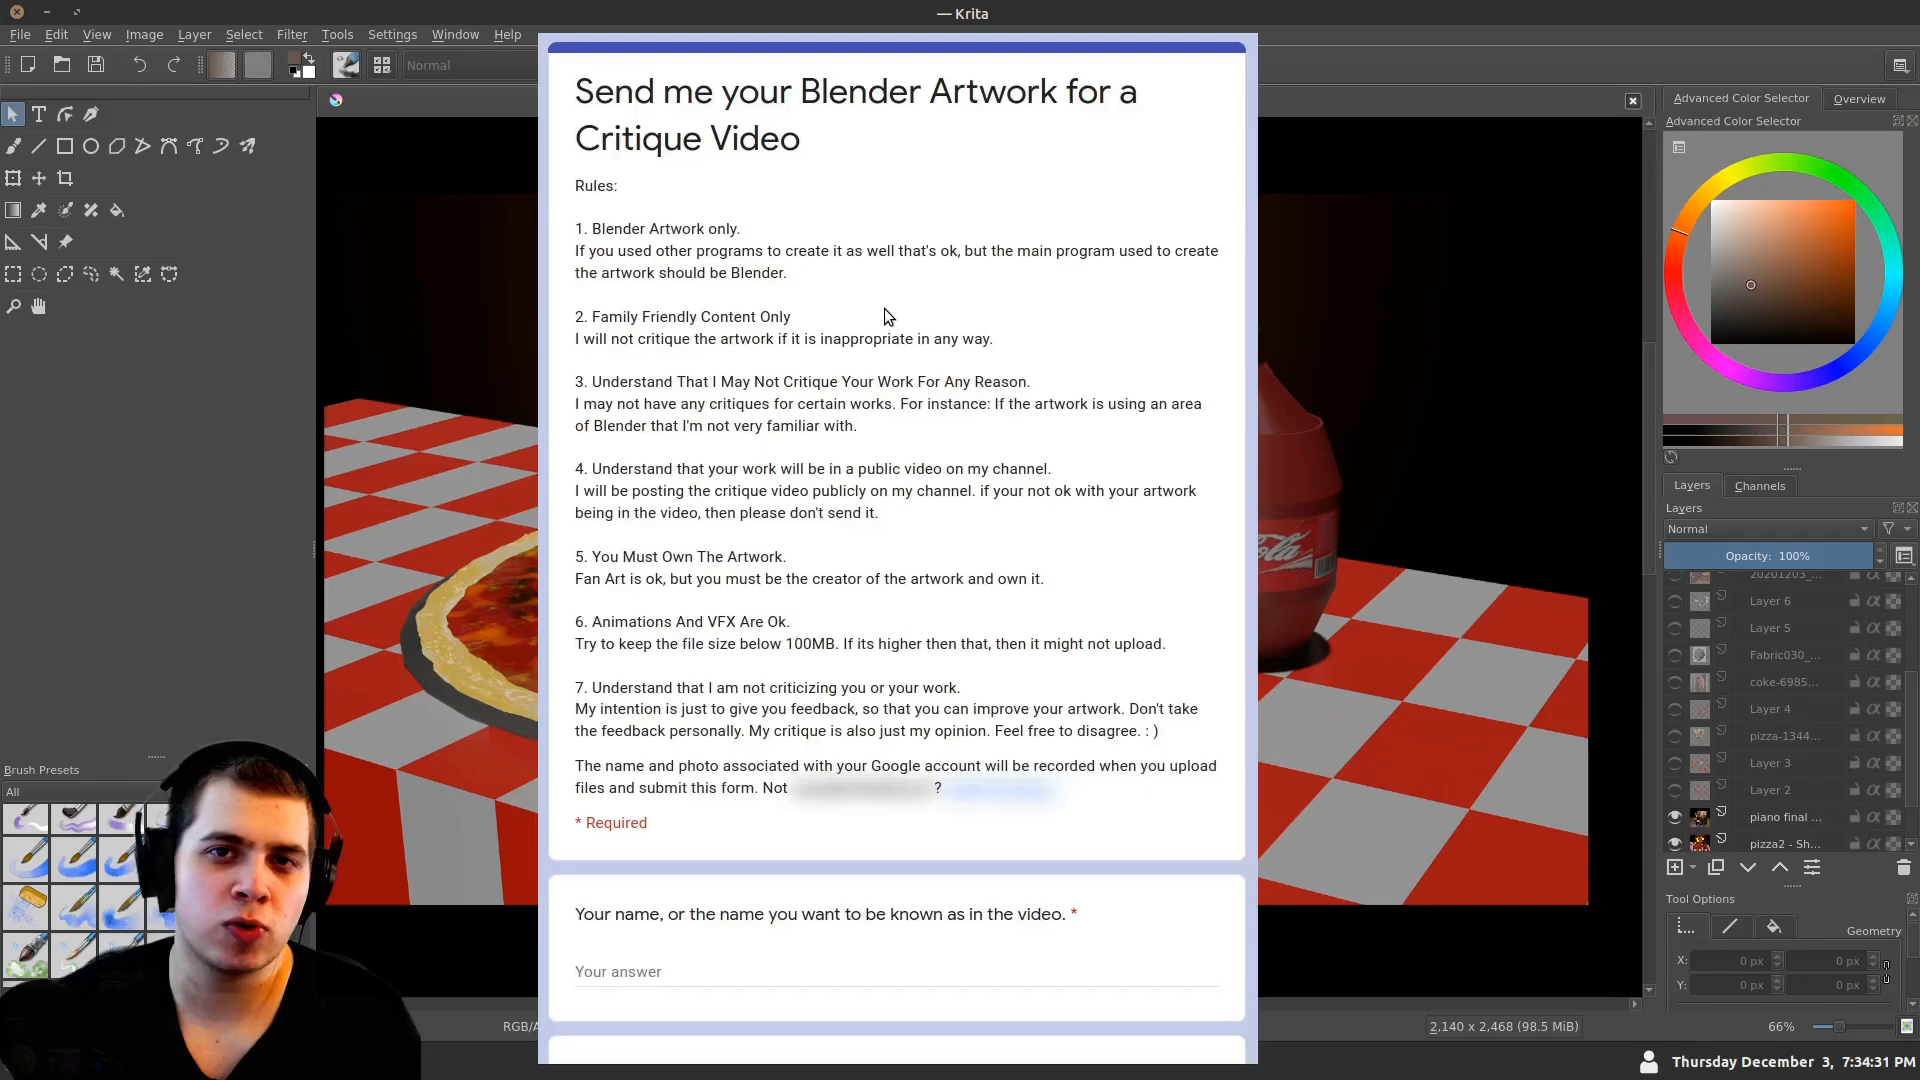 — Krita
File Edit View Image Layer Select Filter Tools Settings Window Help
Normal
Send me your Blender Artwork for a
Critique Video
Rules:
1. Blender Artwork only.
If you used other programs to create it as well that's ok, but the main program used to create
the artwork should be Blender.
2. Family Friendly Content Only
I will not critique the artwork if it is inappropriate in any way.
3. Understand That I May Not Critique Your Work For Any Reason.
I may not have any critiques for certain works. For instance: If the artwork is using an area
of Blender that I'm not very familiar with.
4. Understand that your work will be in a public video on my channel.
I will be posting the critique video publicly on my channel. if your not ok with your artwork
being in the video, then please don't send it.
5. You Must Own The Artwork.
Fan Art is ok, but you must be the creator of the artwork and own it.
6. Animations And VFX Are Ok.
Try to keep the file size below 100MB. If its higher then that, then it might not upload.
7. Understand that I am not criticizing you or your work.
My intention is just to give you feedback, so that you can improve your artwork. Don't take
the feedback personally. My critique is also just my opinion. Feel free to disagree. : )
The name and photo associated with your Google account will be recorded when you upload
files and submit this form. Not ?
* Required
Your name, or the name you want to be known as in the video. *
Your answer
Brush Presets
All
RGB/A
Advanced Color Selector Overview
Advanced Color Selector
Layers Channels
Layers
Normal
Opacity: 100%
20201203_...
Layer 6
Layer 5
Fabric030_...
coke-6985...
Layer 4
pizza-1344...
Layer 3
Layer 2
piano final ...
pizza2 - Sh...
Tool Options
Geometry
X: 0 px 0 px
Y: 0 px 0 px
2,140 x 2,468 (98.5 MiB) 66%
Thursday December 3, 7:34:31 PM